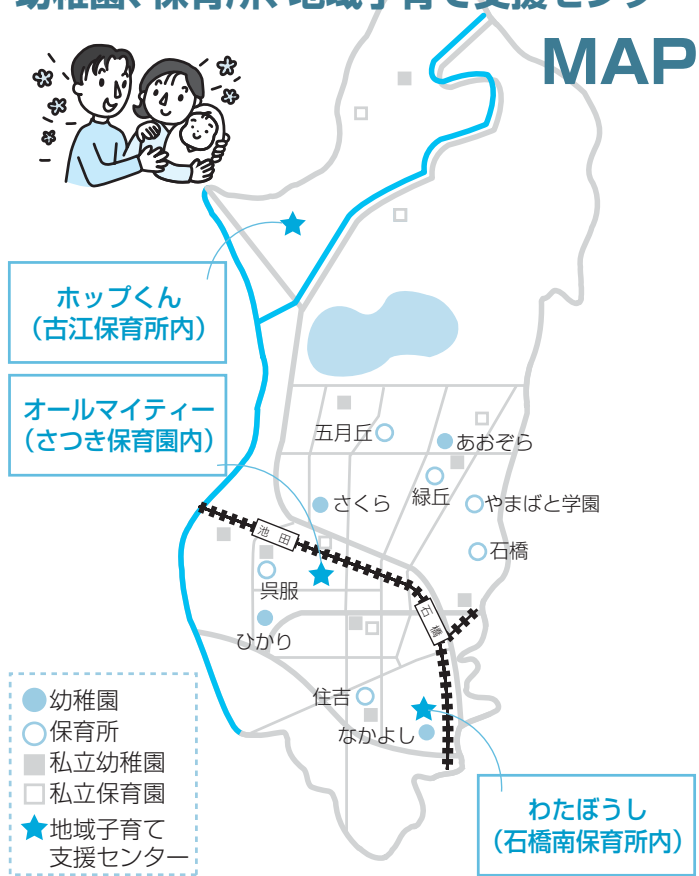 幼稚園、保育所、地域子育て支援センター
MAP
ホップくん
（古江保育所内）
オールマイティー
（さつき保育園内）
五月丘
あおぞら
緑丘
さくら
やまばと学園
池田
石橋
呉服
石橋
ひかり
住吉
なかよし
幼稚園
保育所
私立幼稚園
私立保育園
地域子育て
支援センター
わたぼうし
（石橋南保育所内）